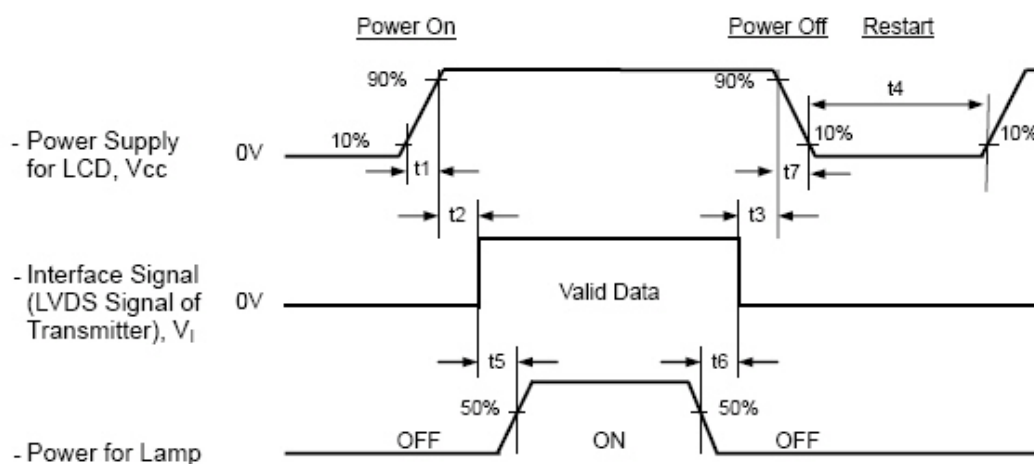 Power On
Power Off
Restart
90%
90%
t4
10%
10%
10%
- Power Supply
for LCD, Vcc
0V
t1
t7
t2
t3
- Interface Signal
(LVDS Signal of
Transmitter), VI
0V
Valid Data
t5
t6
50%
50%
- Power for Lamp
OFF
ON
OFF